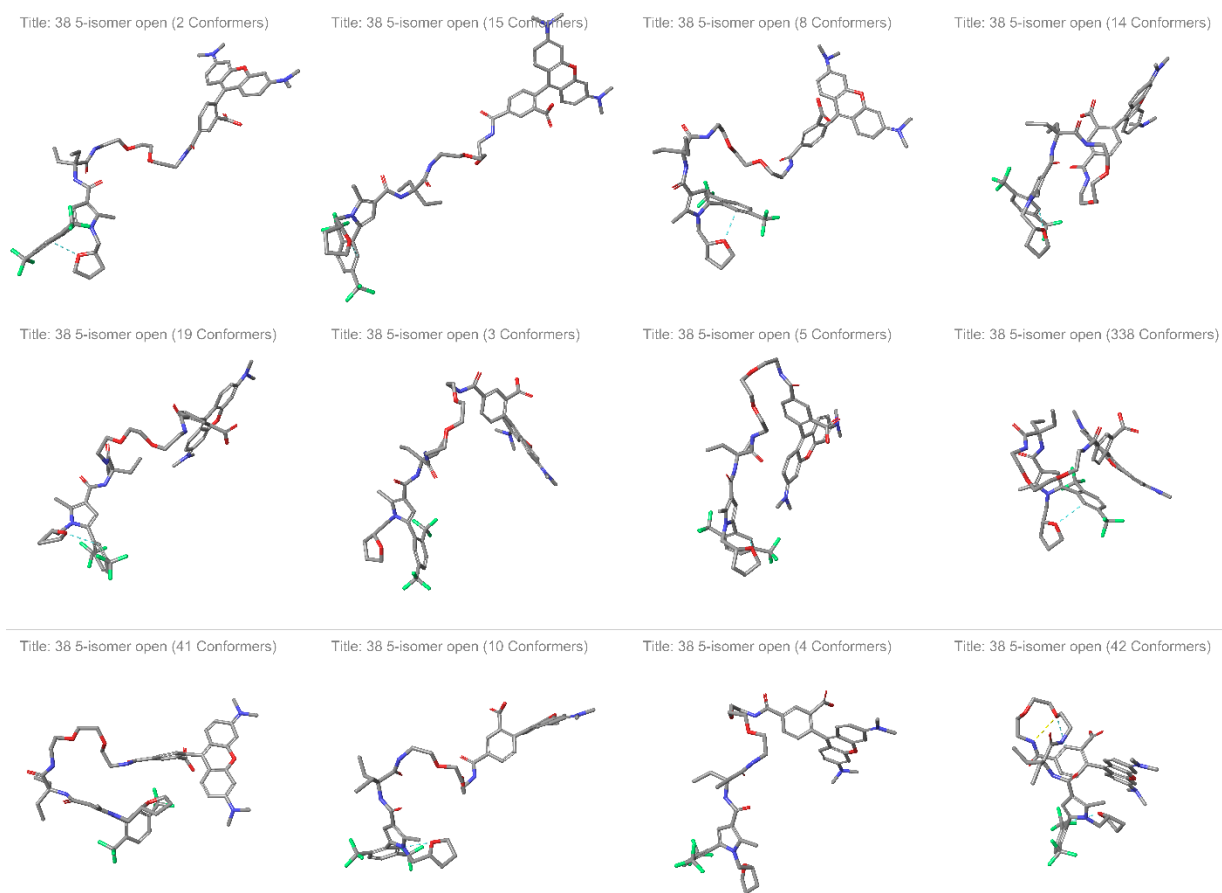 Title: 38 5-isomer open (2 Conformers)
Title: 38 5-isomer open (15 Conformers)
Title: 38 5-isomer open (8 Conformers)
Title: 38 5-isomer open (14 Conformers)
Title: 38 5-isomer open (19 Conformers)
Title: 38 5-isomer open (3 Conformers)
Title: 38 5-isomer open (5 Conformers)
Title: 38 5-isomer open (338 Conformers)
Title: 38 5-isomer open (41 Conformers)
Title: 38 5-isomer open (10 Conformers)
Title: 38 5-isomer open (4 Conformers)
Title: 38 5-isomer open (42 Conformers)